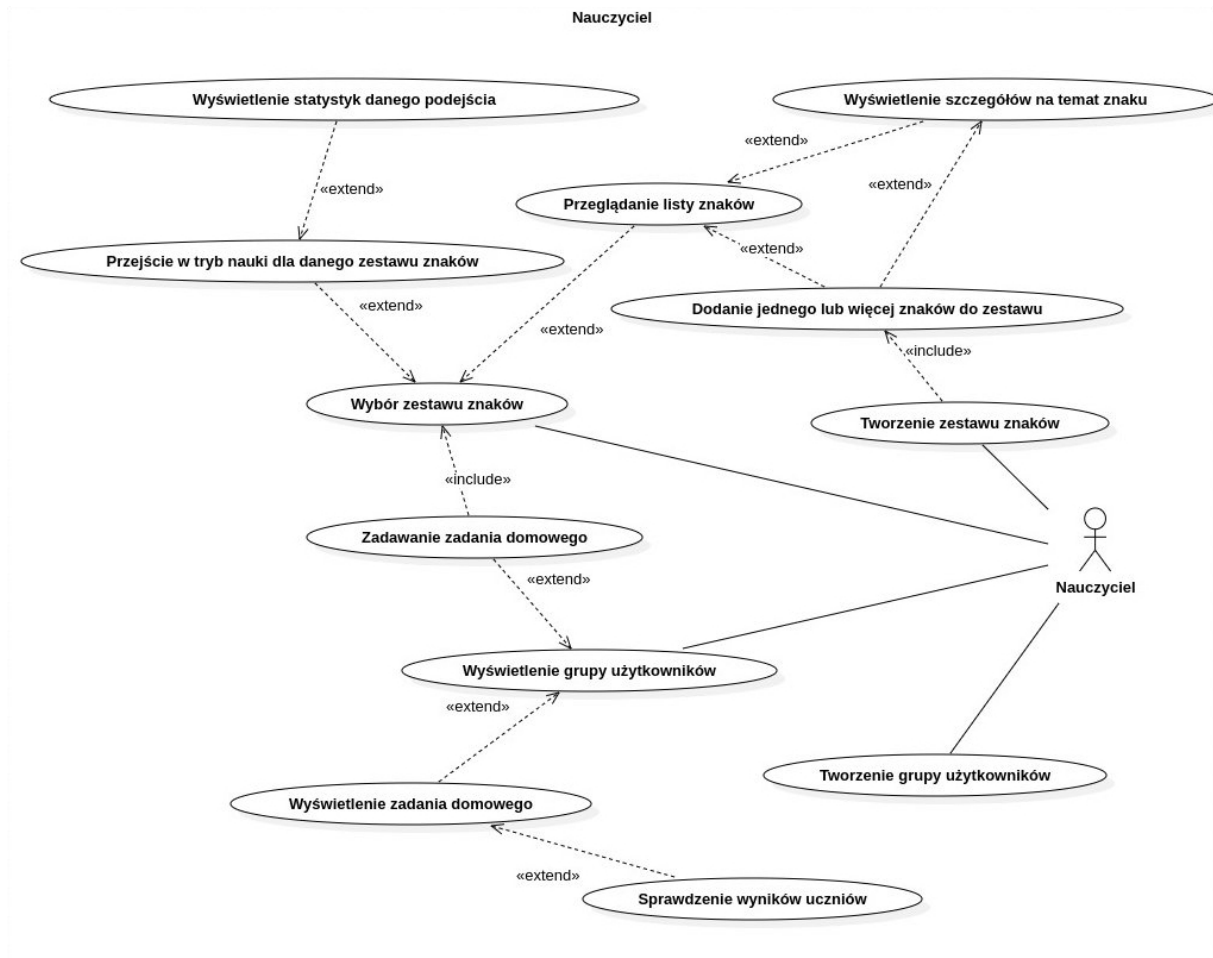 Nauczyciel
Wyświetlenie statystyk danego podejścia
Wyświetlenie szczegółów na temat znaku
«extend»
«extend»
«extend»
Przeglądanie listy znaków
«extend»
Przejście w tryb nauki dla danego zestawu znaków
«extend»
Dodanie jednego lub więcej znaków do zestawu
«extend»
«include»
Wybór zestawu znaków
Tworzenie zestawu znaków
«include»
Zadawanie zadania domowego
«extend»
Nauczyciel
Wyświetlenie grupy użytkowników
«extend»
Tworzenie grupy użytkowników
Wyświetlenie zadania domowego
«extend»
Sprawdzenie wyników uczniów